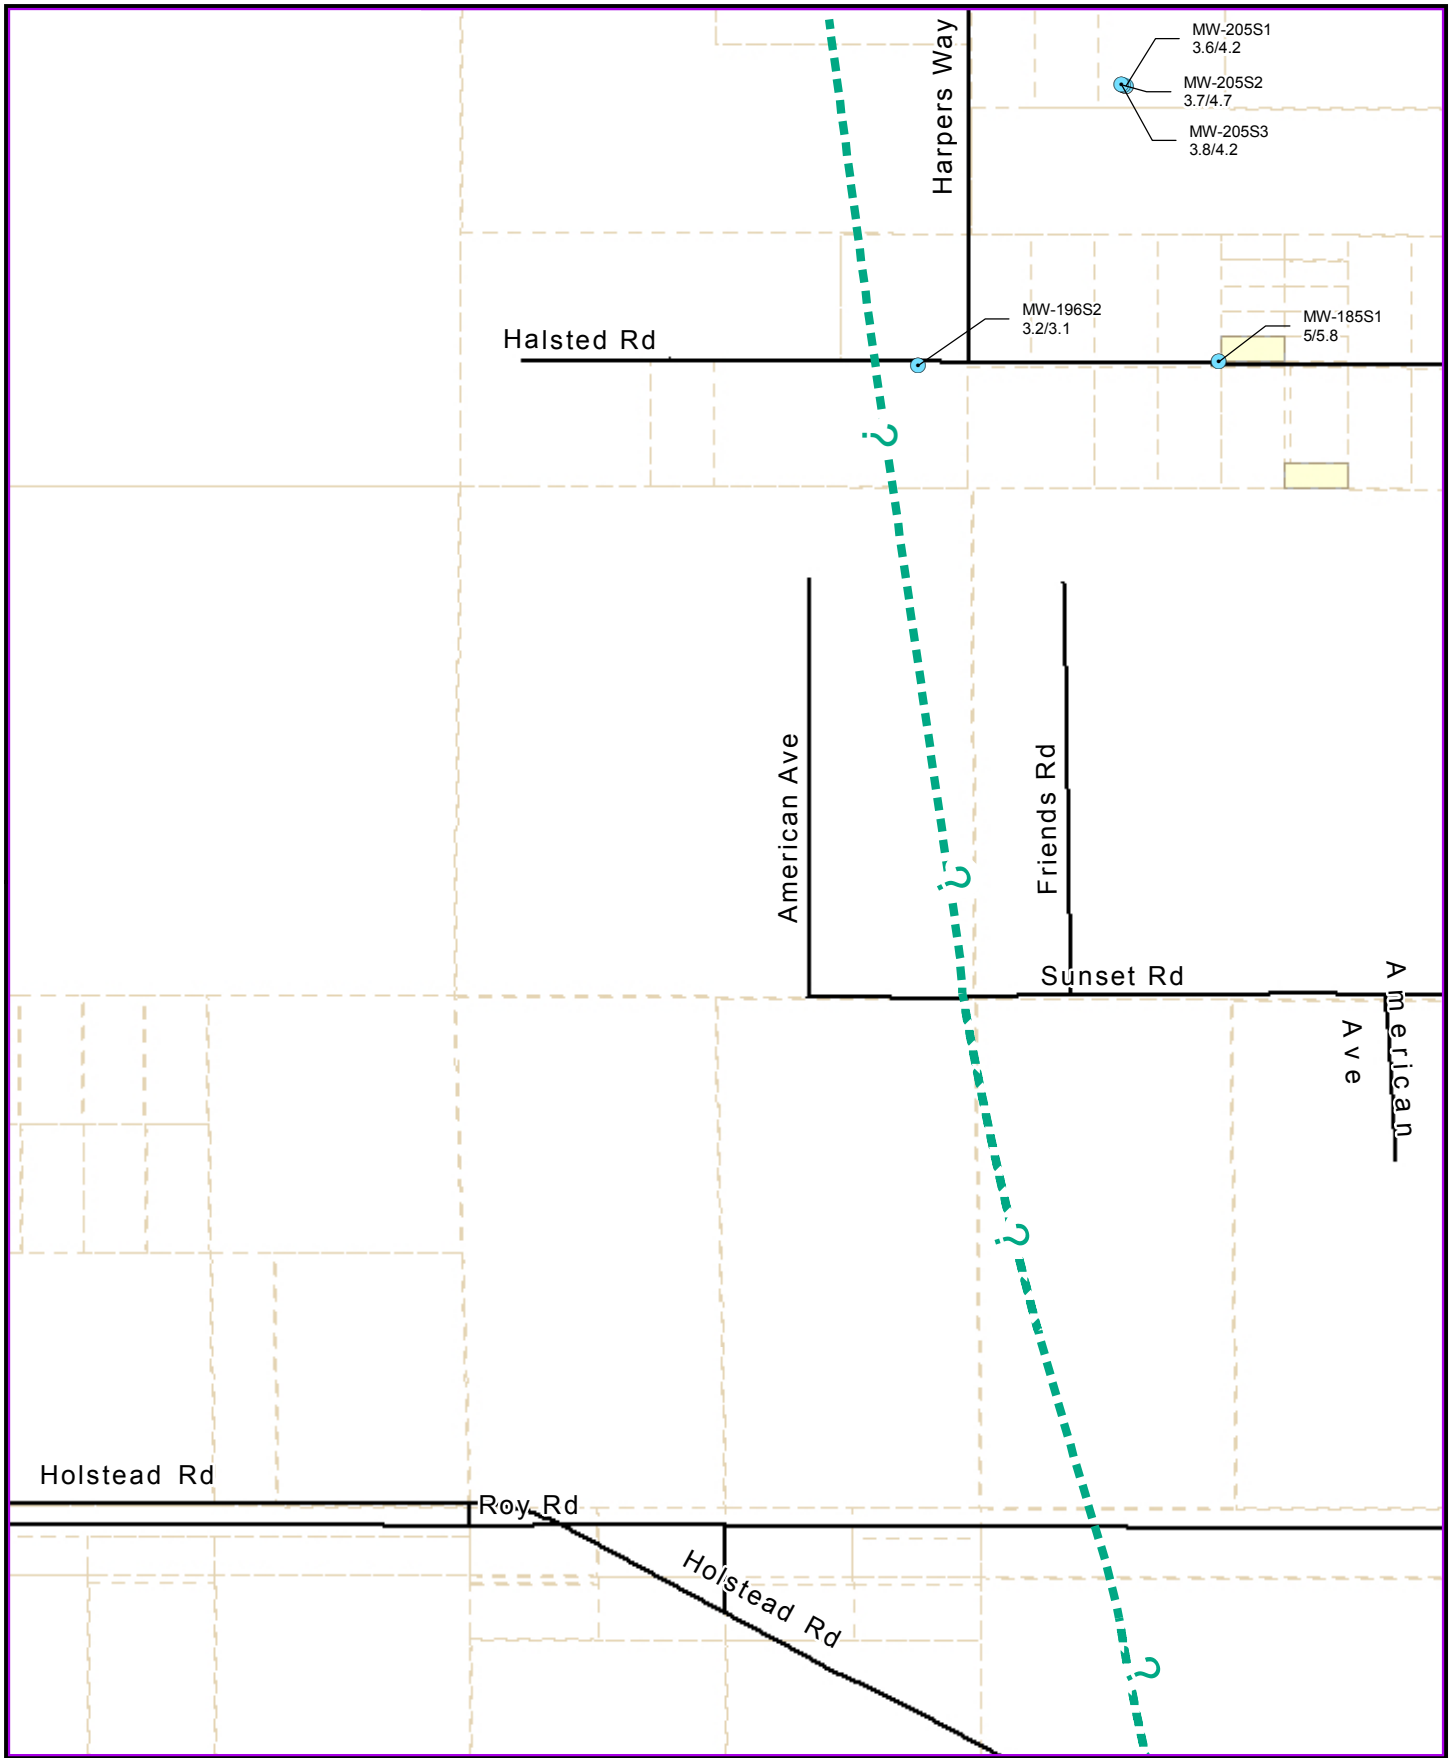 Harpers Way
MW-205S1
3.6/4.2
MW-205S2
3.7/4.7
MW-205S3
3.8/4.2
MW-196S2
3.2/3.1
MW-185S1
5/5.8
Halsted Rd
?
American Ave
Friends Rd
?
Sunset Rd
American
Ave
?
Holstead Rd
Roy Rd
Holstead Rd
?